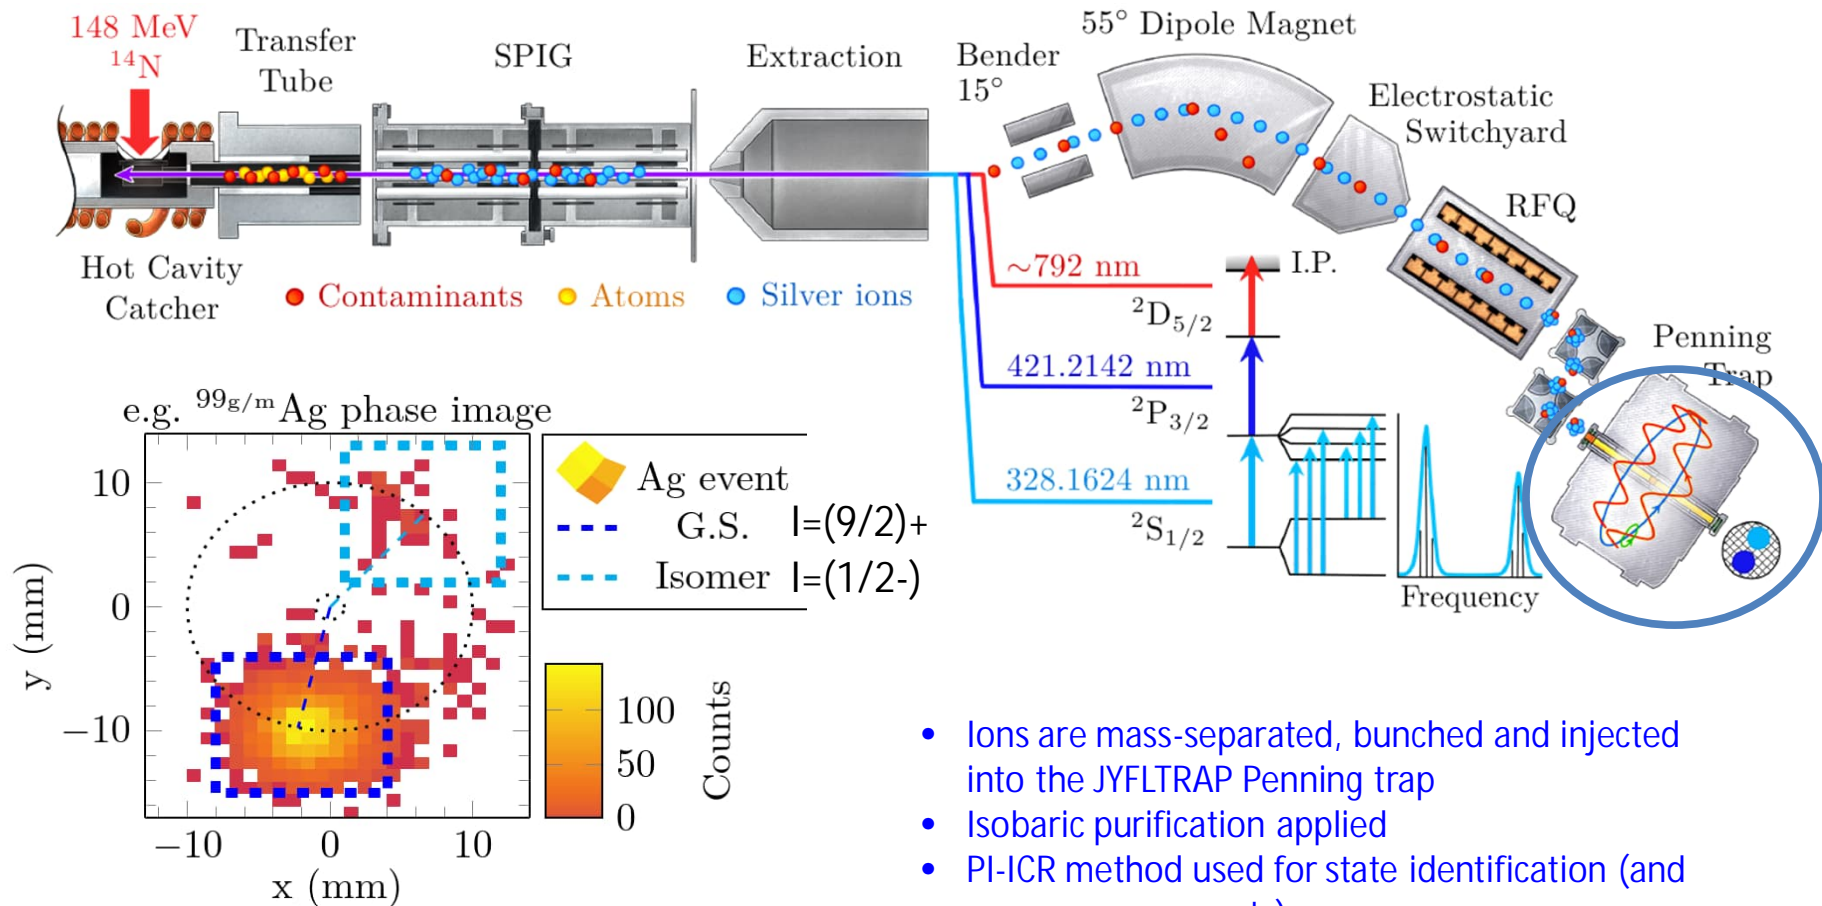 148 MeV
¹⁴N
Transfer
Tube
SPIG
Extraction
Bender
15°
55° Dipole Magnet
Electrostatic
Switchyard
RFQ
Penning
Trap
Hot Cavity
Catcher
Contaminants
Atoms
Silver ions
~792 nm
I.P.
²D₅/₂
421.2142 nm
²P₃/₂
328.1624 nm
²S₁/₂
Frequency
e.g. ⁹⁹ᵍ/ᵐAg phase image
Ag event
G.S. I=(9/2)+
Isomer I=(1/2-)
y (mm)
10
0
−10
−10 0 10
x (mm)
100
50
0
Counts
• Ions are mass-separated, bunched and injected
into the JYFLTRAP Penning trap
• Isobaric purification applied
• PI-ICR method used for state identification (and